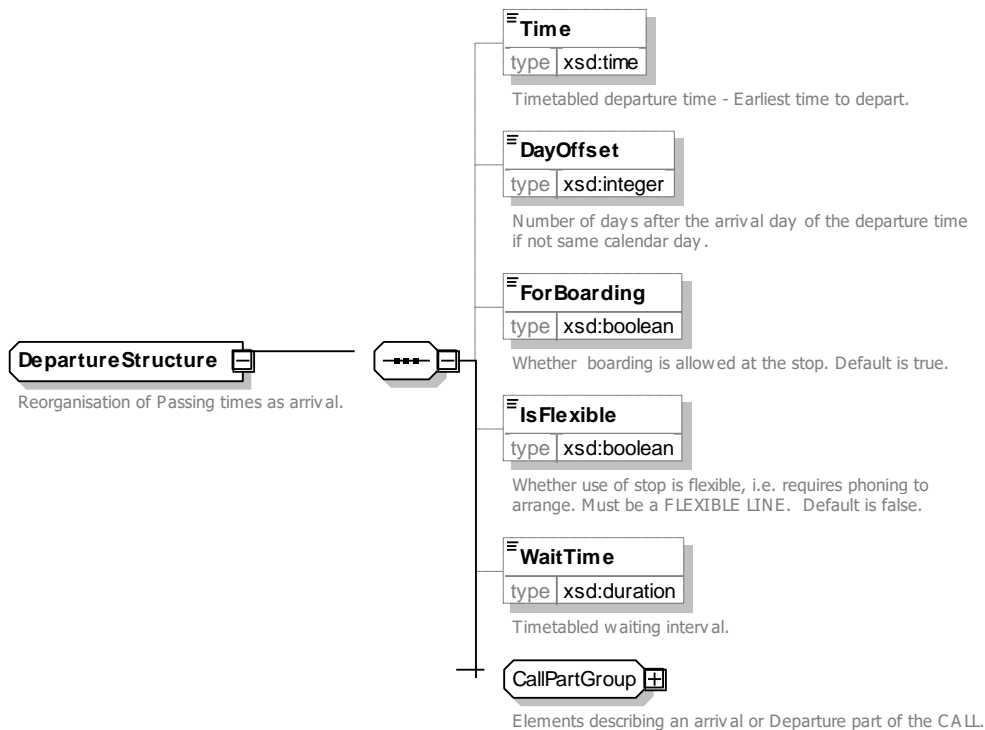 Time
type xsd:time
Timetabled departure time - Earliest time to depart.
DayOffset
type xsd:integer
Number of days after the arrival day of the departure time
if not same calendar day.
ForBoarding
type xsd:boolean
Whether boarding is allowed at the stop. Default is true.
DepartureStructure
Reorganisation of Passing times as arrival.
IsFlexible
type xsd:boolean
Whether use of stop is flexible, i.e. requires phoning to
arrange. Must be a FLEXIBLE LINE. Default is false.
WaitTime
type xsd:duration
Timetabled waiting interval.
CallPartGroup
Elements describing an arrival or Departure part of the CALL.